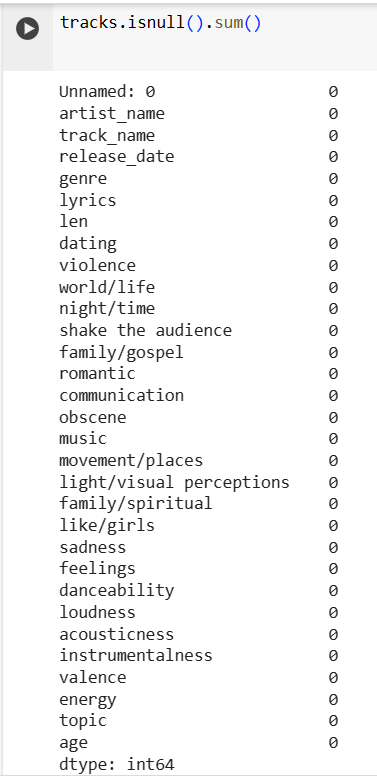 tracks.isnull().sum()
Unnamed: 0 0
artist_name 0
track_name 0
release_date 0
genre 0
lyrics 0
len 0
dating 0
violence 0
world/life 0
night/time 0
shake the audience 0
family/gospel 0
romantic 0
communication 0
obscene 0
music 0
movement/places 0
light/visual perceptions 0
family/spiritual 0
like/girls 0
sadness 0
feelings 0
danceability 0
loudness 0
acousticness 0
instrumentalness 0
valence 0
energy 0
topic 0
age 0
dtype: int64